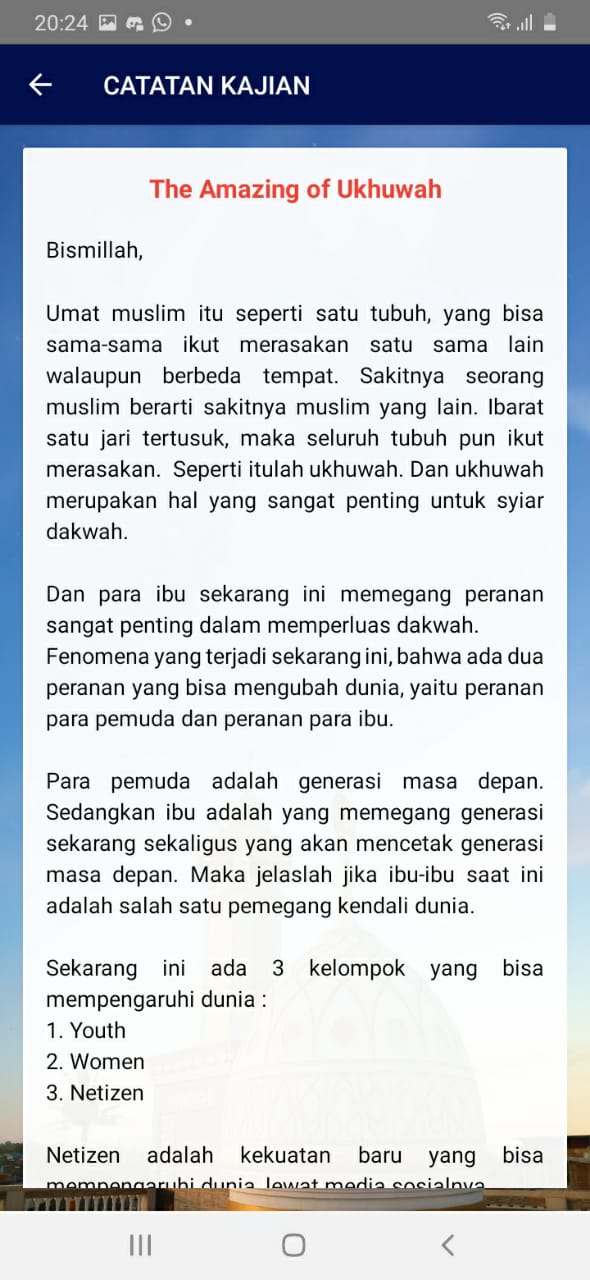 20:24
CATATAN KAJIAN
The Amazing of Ukhuwah
Bismillah,
Umat muslim itu seperti satu tubuh, yang bisa
sama-sama ikut merasakan satu sama lain
walaupun berbeda tempat. Sakitnya seorang
muslim berarti sakitnya muslim yang lain. Ibarat
satu jari tertusuk, maka seluruh tubuh pun ikut
merasakan. Seperti itulah ukhuwah. Dan ukhuwah
merupakan hal yang sangat penting untuk syiar
dakwah.
Dan para ibu sekarang ini memegang peranan
sangat penting dalam memperluas dakwah.
Fenomena yang terjadi sekarang ini, bahwa ada dua
peranan yang bisa mengubah dunia, yaitu peranan
para pemuda dan peranan para ibu.
Para pemuda adalah generasi masa depan.
Sedangkan ibu adalah yang memegang generasi
sekarang sekaligus yang akan mencetak generasi
masa depan. Maka jelaslah jika ibu-ibu saat ini
adalah salah satu pemegang kendali dunia.
Sekarang ini ada 3 kelompok yang bisa
mempengaruhi dunia :
1. Youth
2. Women
3. Netizen
Netizen adalah kekuatan baru yang bisa
mempengaruhi dunia lewat media sosialnya